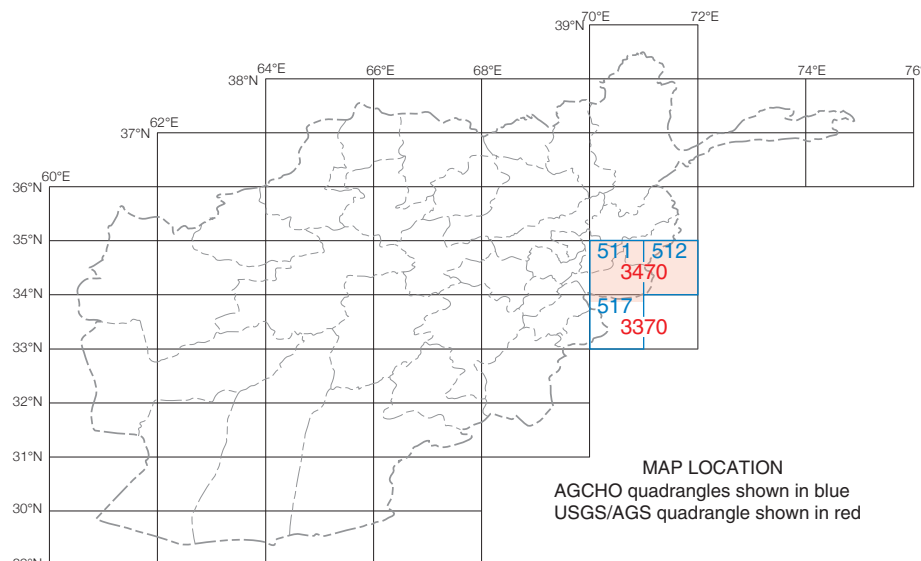 70°E 72°E
39°N
64°E 66°E 68°E 74°E 76°
38°N
62°E
37°N
60°E
36°N
35°N 511 512
3470
34°N
517
3370
33°N
32°N
31°N
MAP LOCATION
AGCHO quadrangles shown in blue
30°N
USGS/AGS quadrangle shown in red